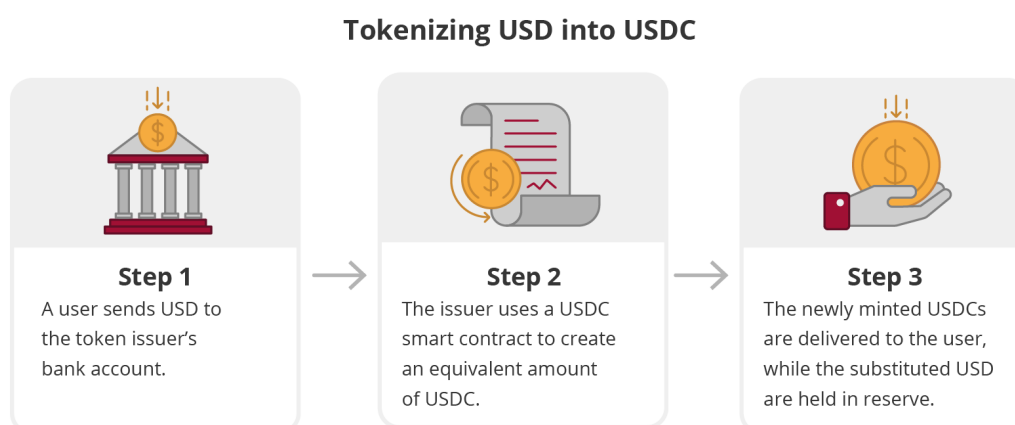 Tokenizing USD into USDC
Step 1
A user sends USD to
the token issuer’s
bank account.
Step 2
The issuer uses a USDC
smart contract to create
an equivalent amount
of USDC.
Step 3
The newly minted USDCs
are delivered to the user,
while the substituted USD
are held in reserve.